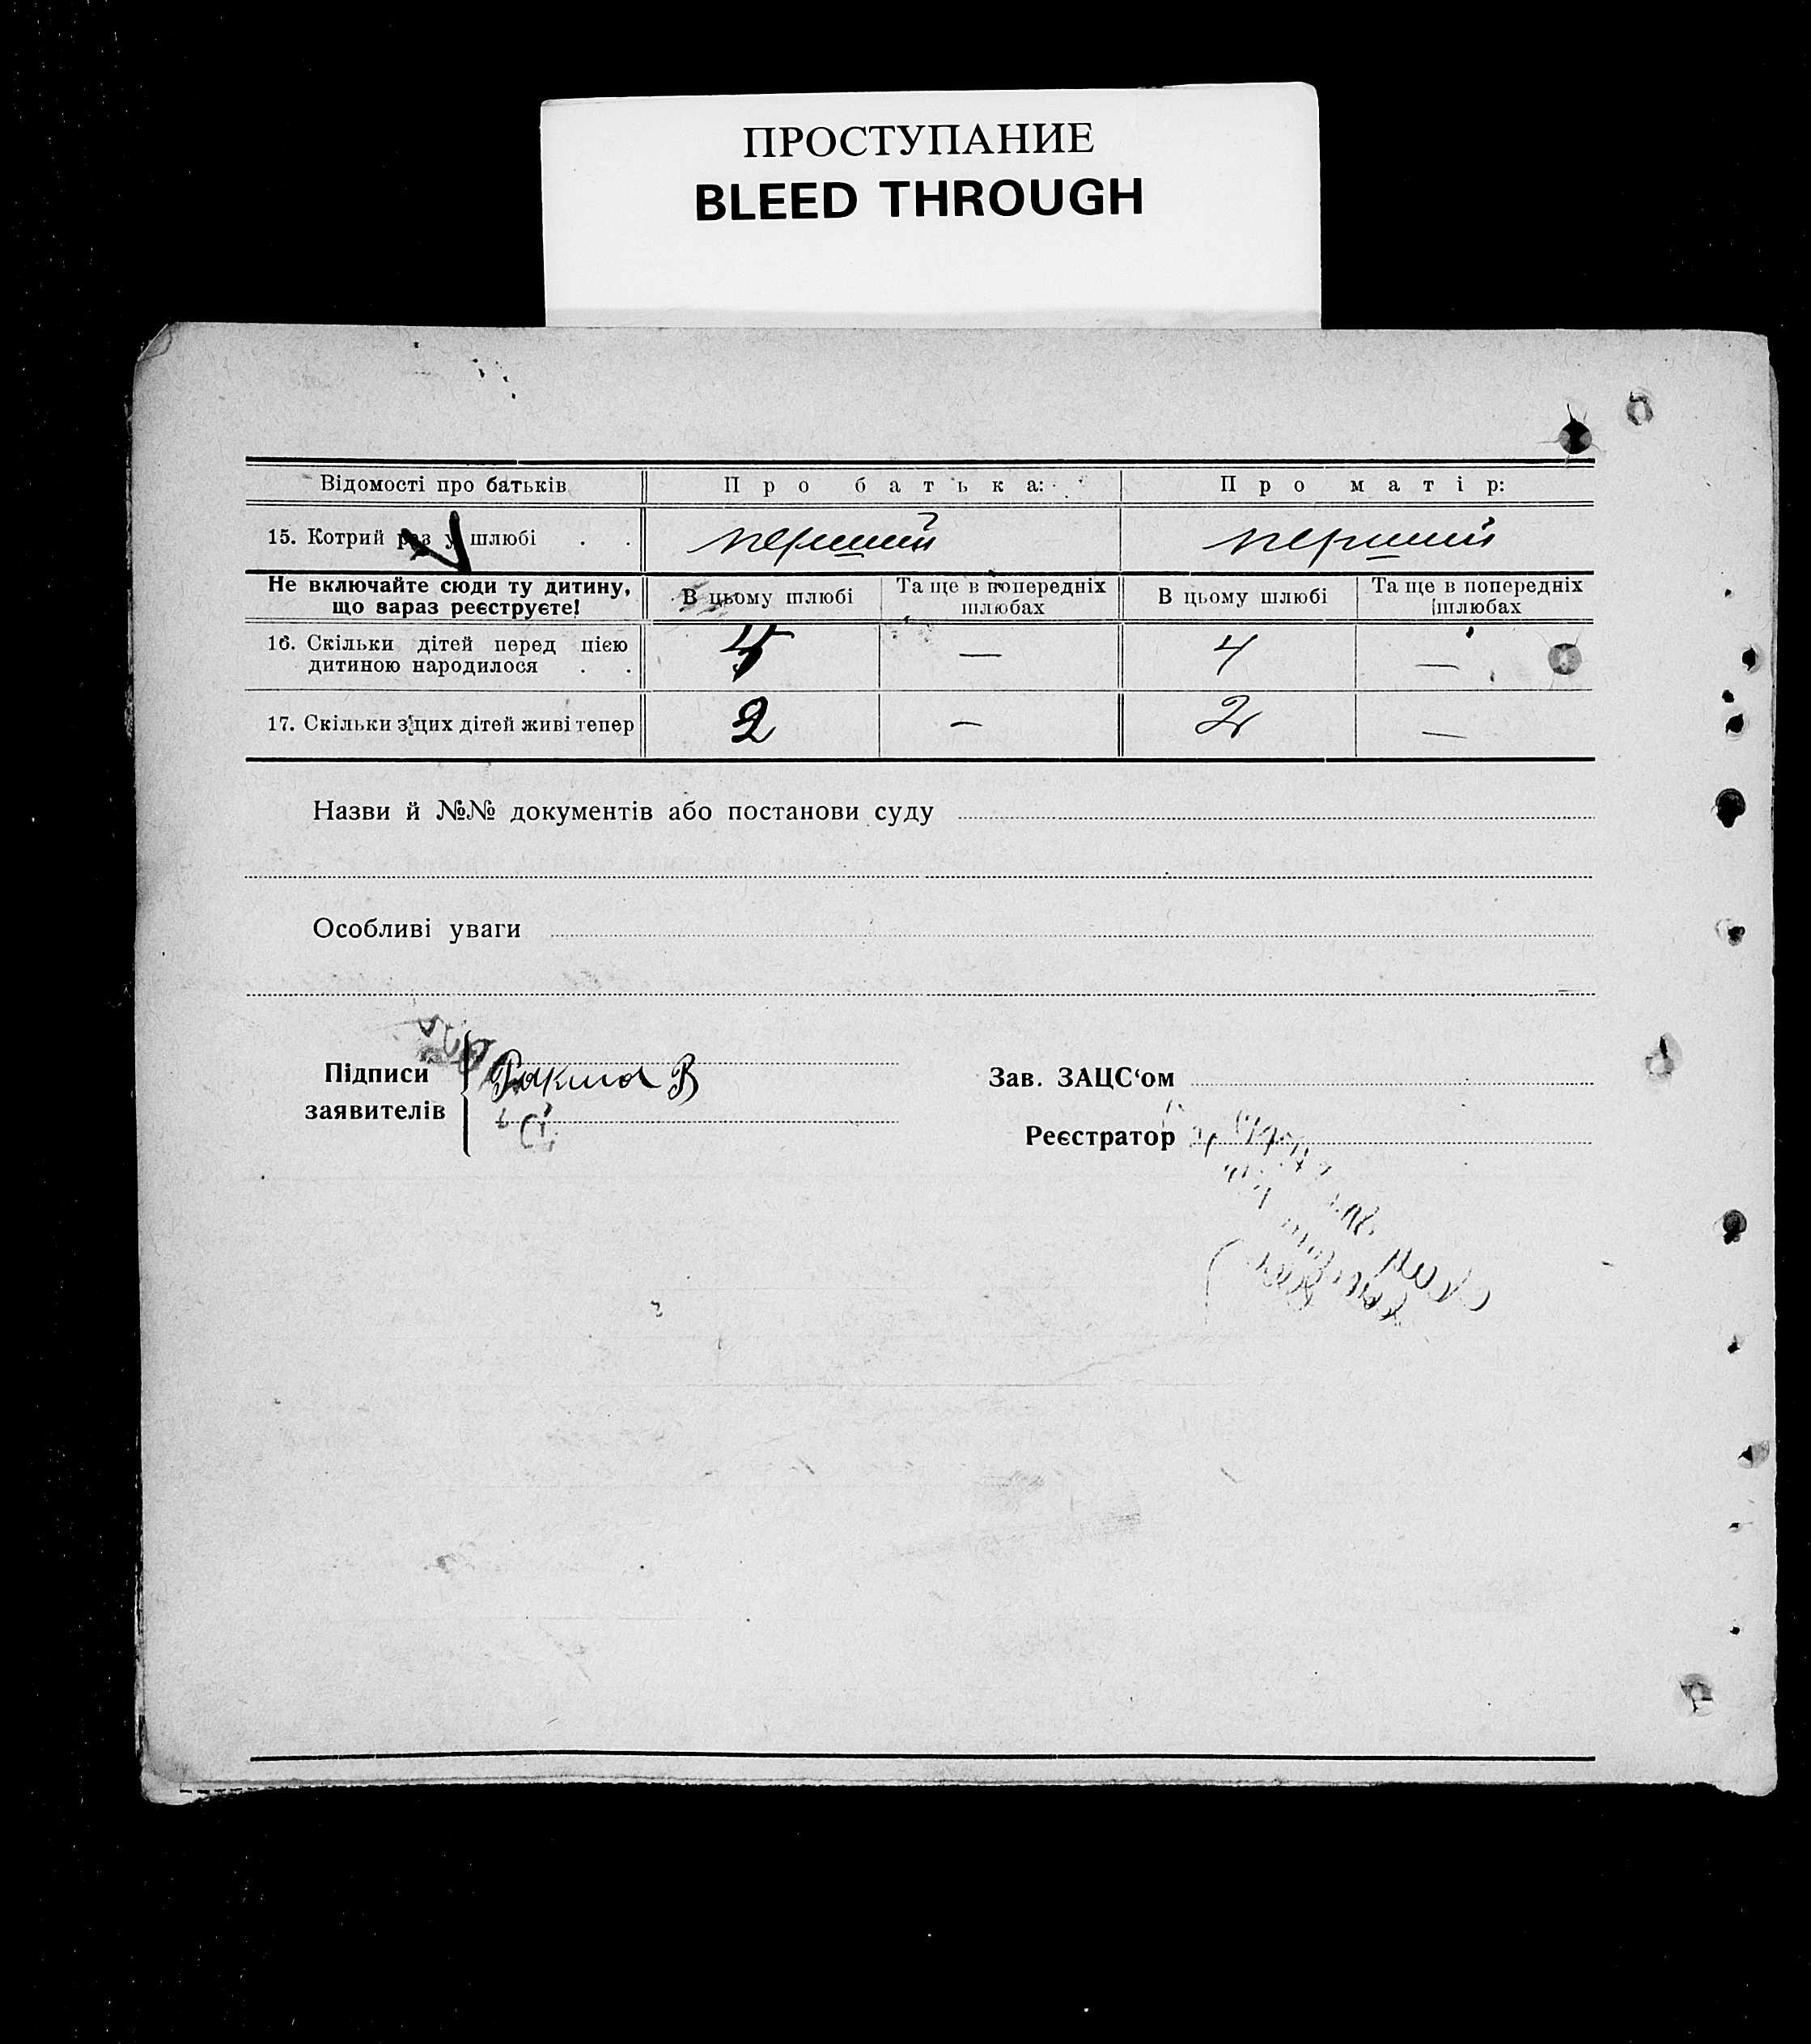 ПРОСТУПАНИЕ
BLEED THROUGH
Відомості про батьків Про батька: Про матір:
15. Котрий раз у шлюбі . . перший перший
Не включайте сюди ту дитину, що зараз реєструєте! В цьому шлюбі Та ще в попередніх шлюбах В цьому шлюбі Та ще в попередніх шлюбах
16. Скільки дітей перед цією дитиною народилося . . 4 — 4 —
17. Скільки з цих дітей живі тепер 2 — 2 —
Назви й №№ документів або постанови суду
Особливі уваги
Підписи заявителів
В
Зав. ЗАЦС‘ом
Реєстратор